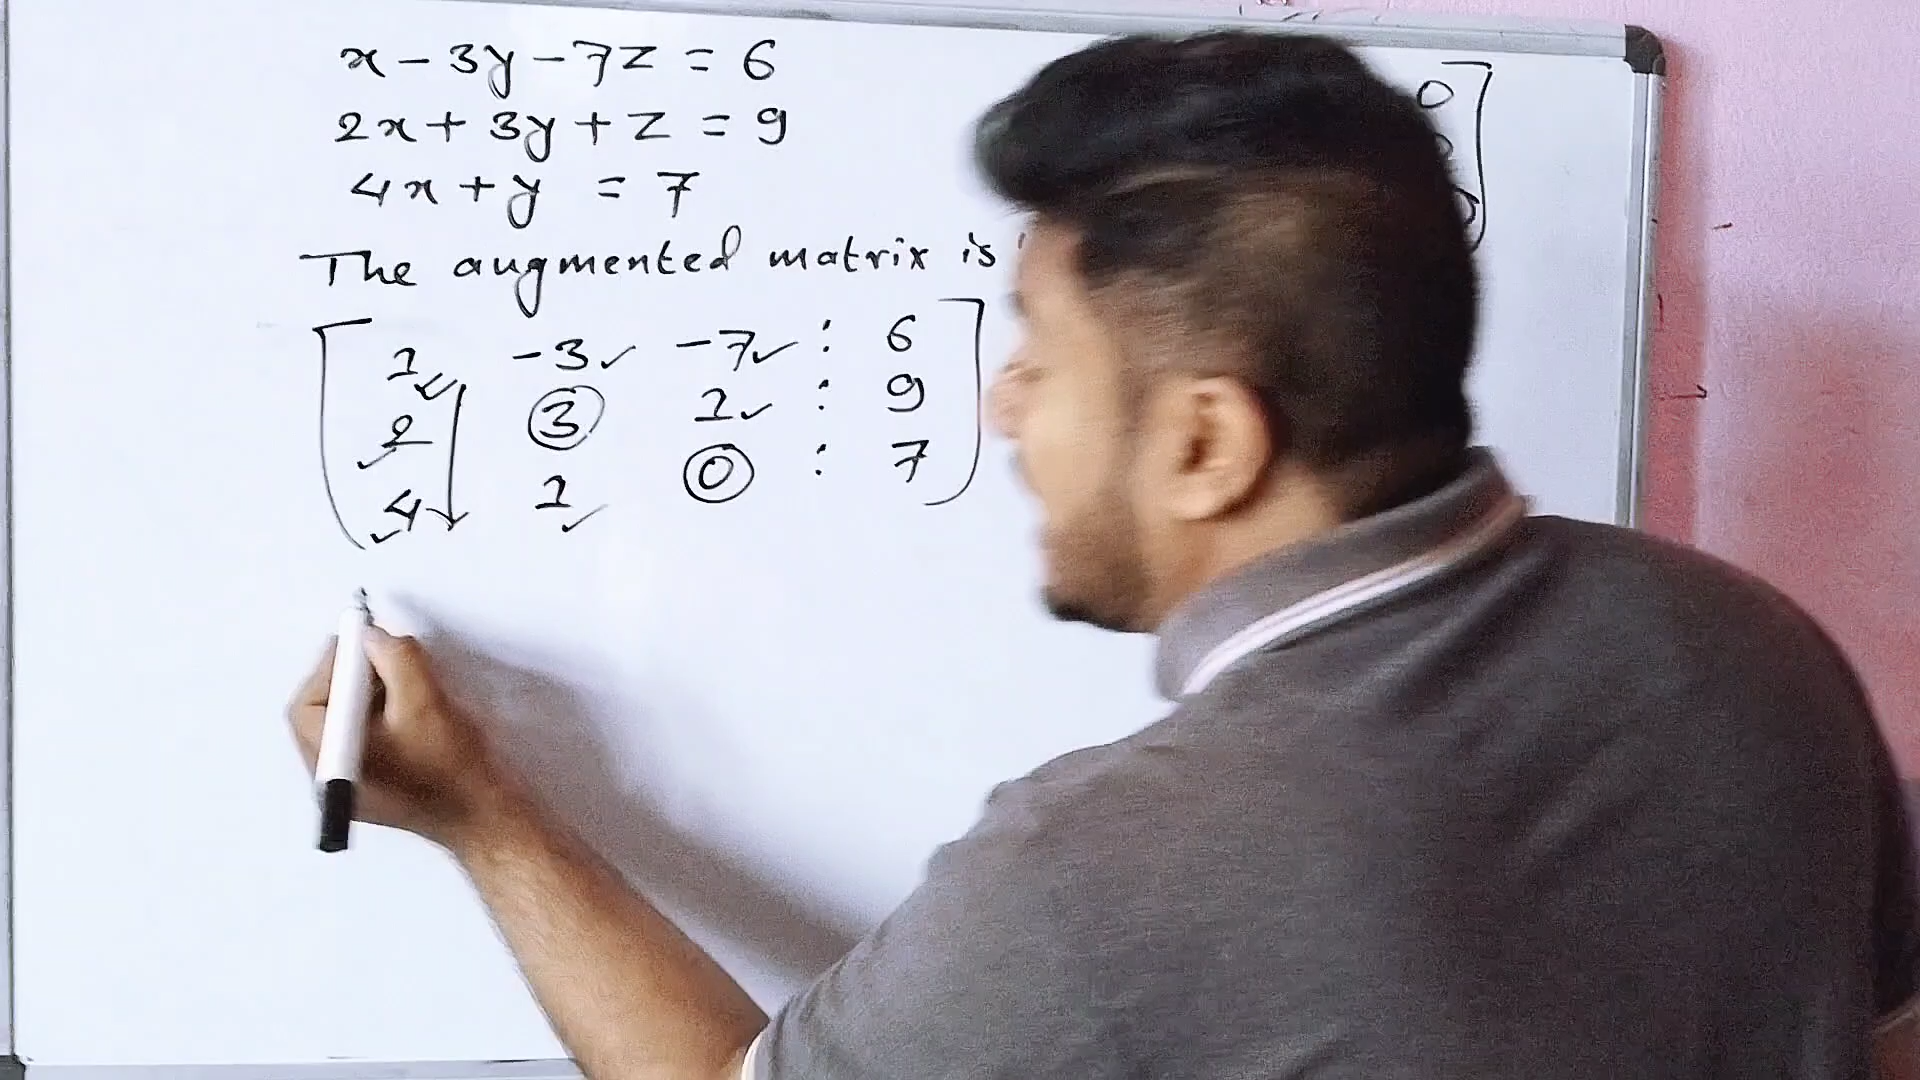 x - 3y - 7z = 6
2x + 3y + z = 9
4x + y = 7
The augmented matrix is
1 -3 -7 : 6
2 3 1 : 9
4 1 0 : 7
0